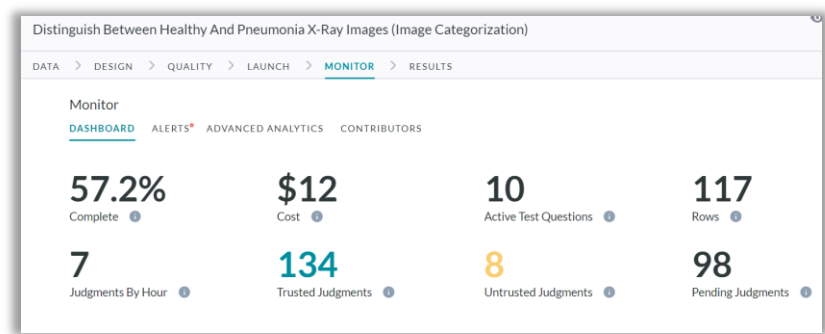 Distinguish Between Healthy And Pneumonia X-Ray Images (Image Categorization)
DATA > DESIGN > QUALITY > LAUNCH > MONITOR > RESULTS
Monitor
DASHBOARD ALERTS ADVANCED ANALYTICS CONTRIBUTORS
57.2% $12 10 117
Complete Cost Active Test Questions Rows
7 134 8 98
Judgments By Hour Trusted Judgments Untrusted Judgments Pending Judgments